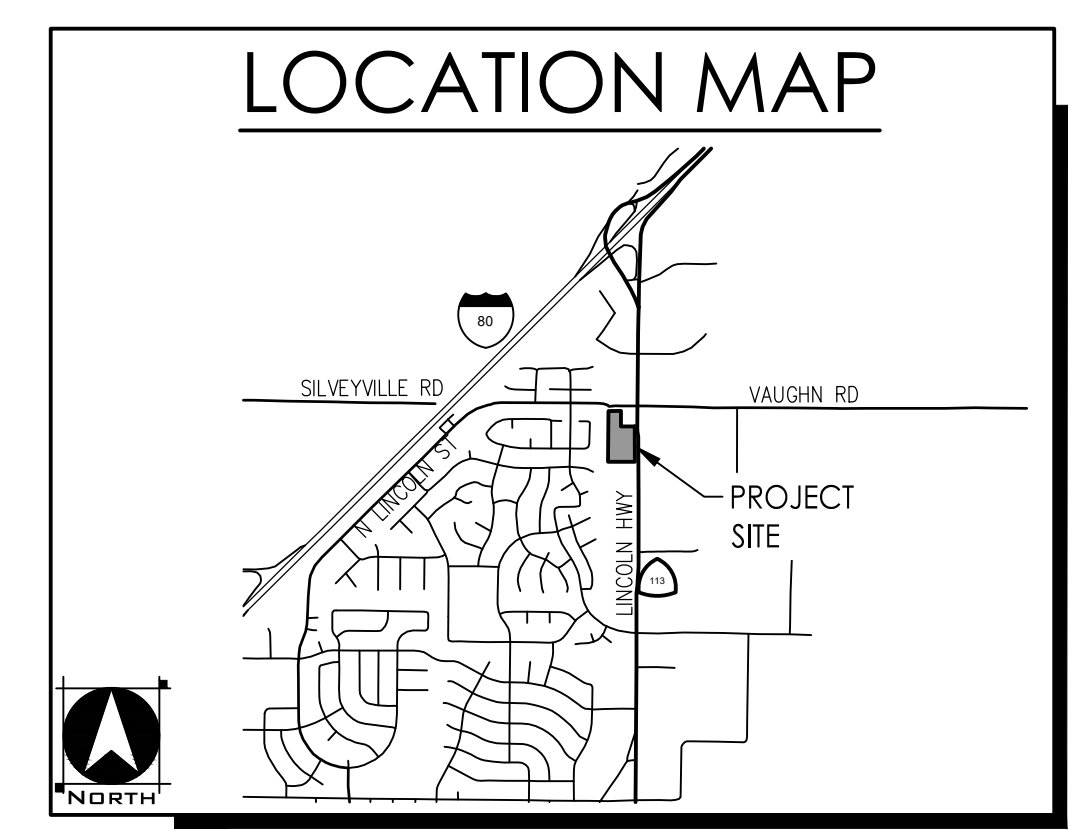 LOCATION MAP
80
SILVEYVILLE RD
VAUGHN RD
N LINCOLN ST
PROJECT
SITE
LINCOLN HWY
113
NORTH